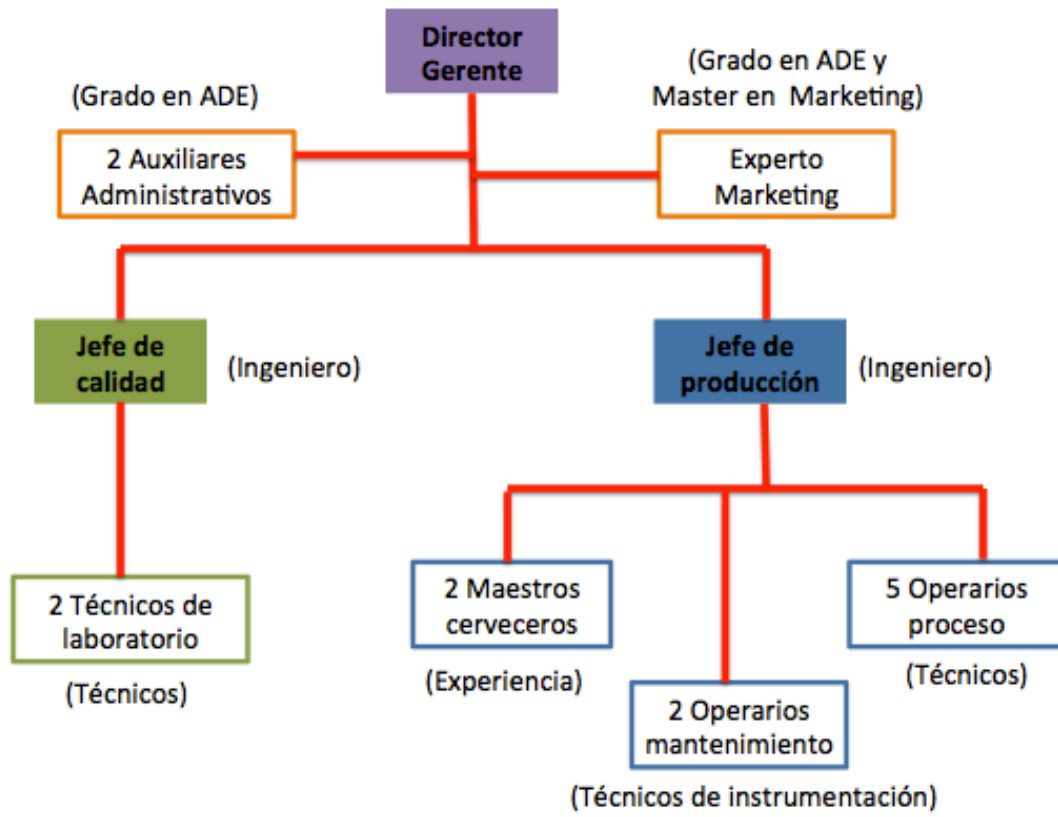 Director
Gerente
(Grado en ADE)
(Grado en ADE y
Master en Marketing)
2 Auxiliares
Administrativos
Experto
Marketing
Jefe de
calidad
(Ingeniero)
Jefe de
producción
(Ingeniero)
2 Técnicos de
laboratorio
(Técnicos)
2 Maestros
cerveceros
(Experiencia)
5 Operarios
proceso
(Técnicos)
2 Operarios
mantenimiento
(Técnicos de instrumentación)